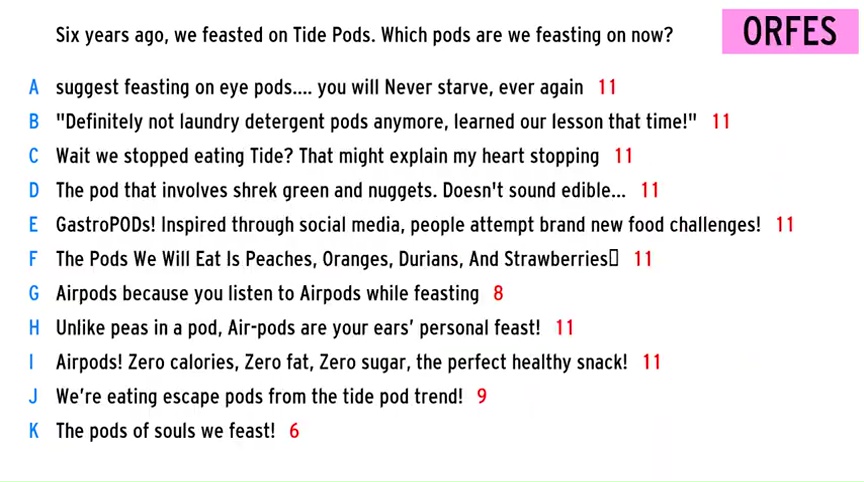 Six years ago, we feasted on Tide Pods. Which pods are we feasting on now?
ORFES
A suggest feasting on eye pods.... you will Never starve, ever again 11
B "Definitely not laundry detergent pods anymore, learned our lesson that time!" 11
C Wait we stopped eating Tide? That might explain my heart stopping 11
D The pod that involves shrek green and nuggets. Doesn't sound edible... 11
E GastroPODs! Inspired through social media, people attempt brand new food challenges! 11
F The Pods We Will Eat Is Peaches, Oranges, Durians, And Strawberries▯ 11
G Airpods because you listen to Airpods while feasting 8
H Unlike peas in a pod, Air-pods are your ears’ personal feast! 11
I Airpods! Zero calories, Zero fat, Zero sugar, the perfect healthy snack! 11
J We’re eating escape pods from the tide pod trend! 9
K The pods of souls we feast! 6